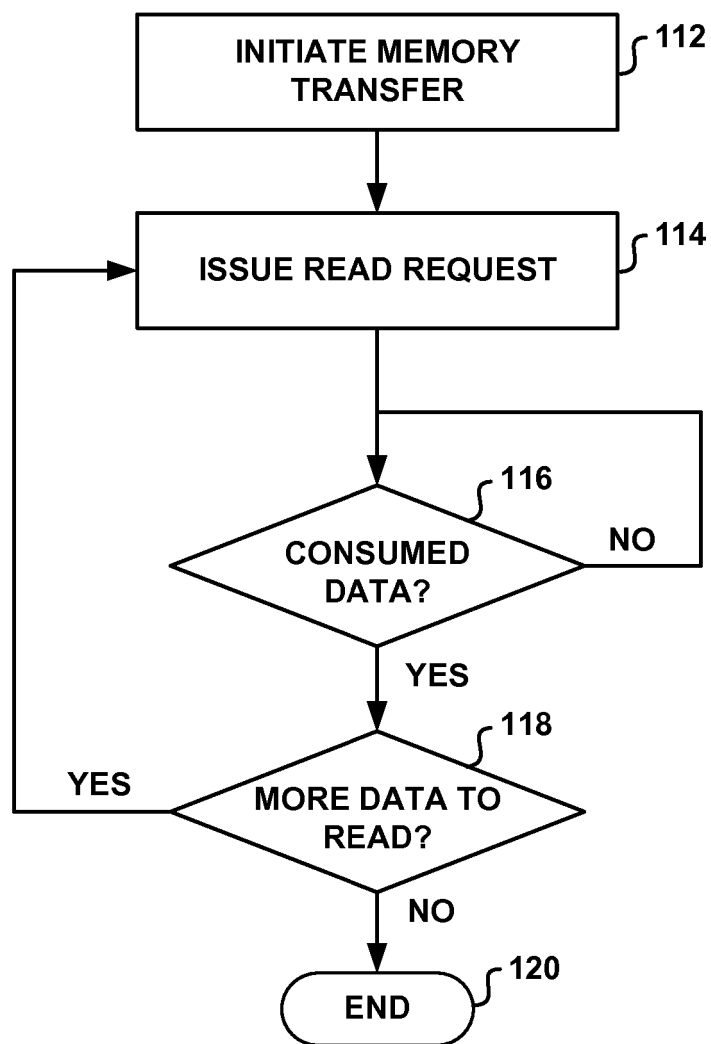 INITIATE MEMORY
TRANSFER
112
ISSUE READ REQUEST
114
116
CONSUMED
DATA?
NO
YES
118
YES
MORE DATA TO
READ?
NO
120
END